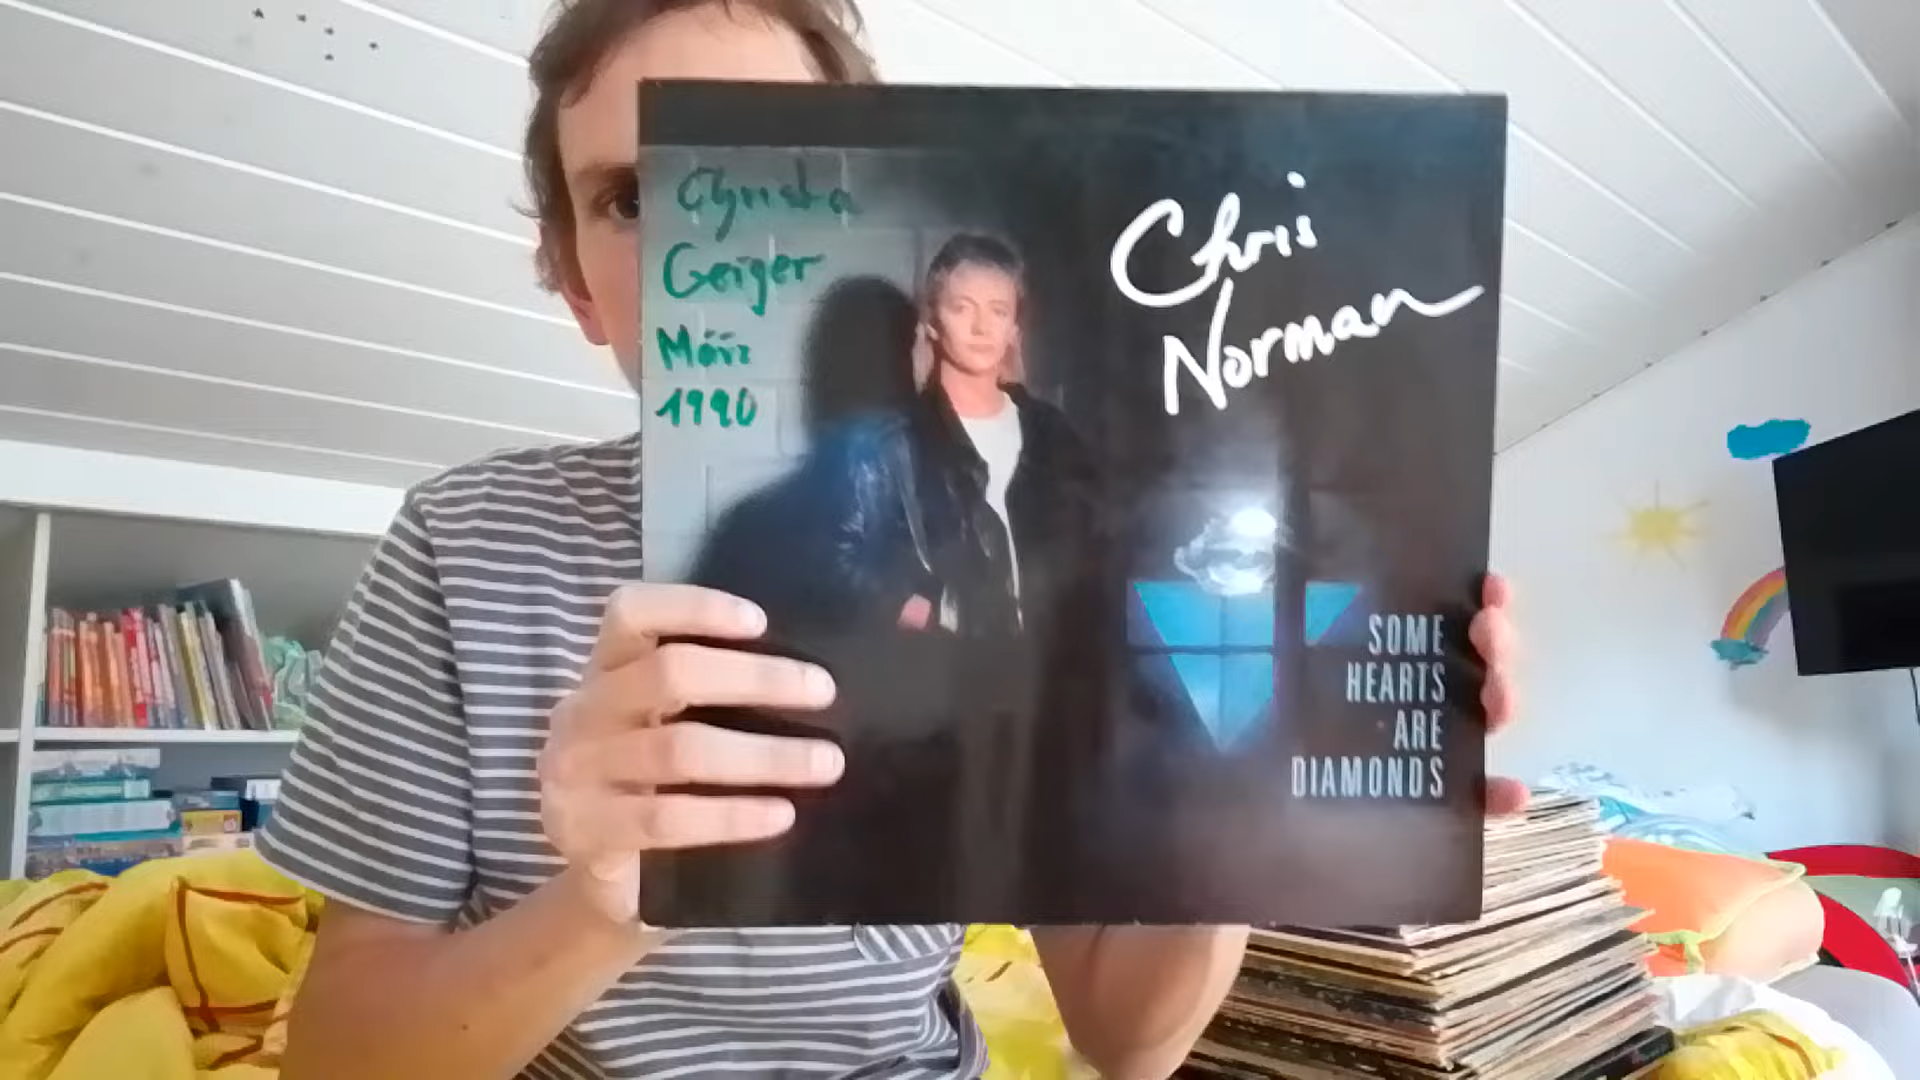 Christa
Geiger
März
1990
Chris
Norman
SOME
HEARTS
ARE
DIAMONDS